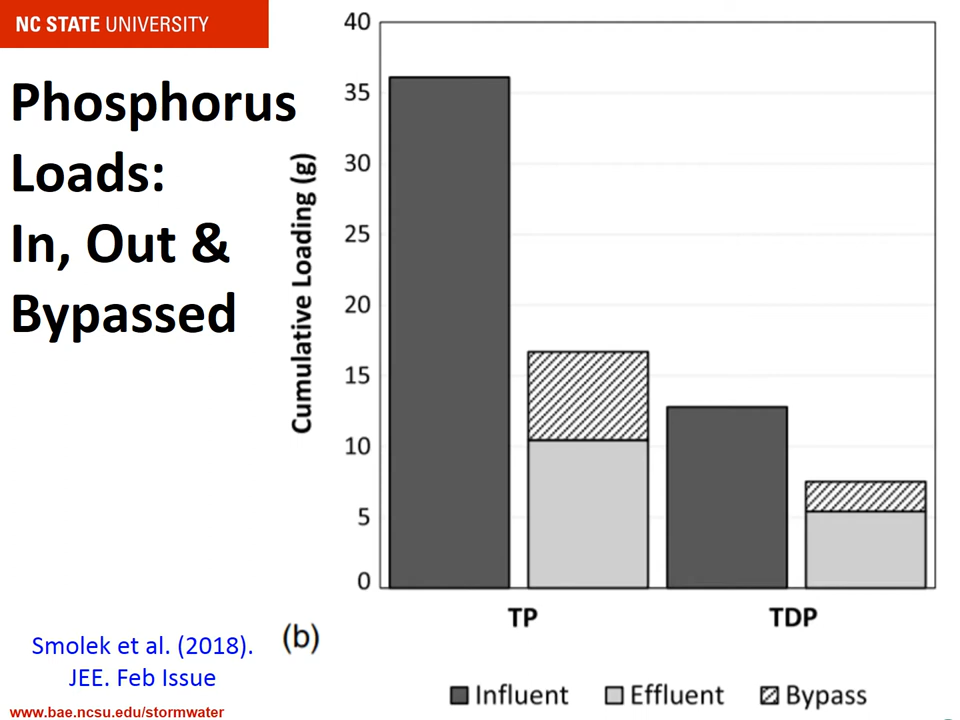 NC STATE UNIVERSITY
Phosphorus
Loads:
In, Out &
Bypassed
Smolek et al. (2018).
JEE. Feb Issue
www.bae.ncsu.edu/stormwater
Cumulative Loading (g)
40
35
30
25
20
15
10
5
0
TP
TDP
(b)
Influent
Effluent
Bypass